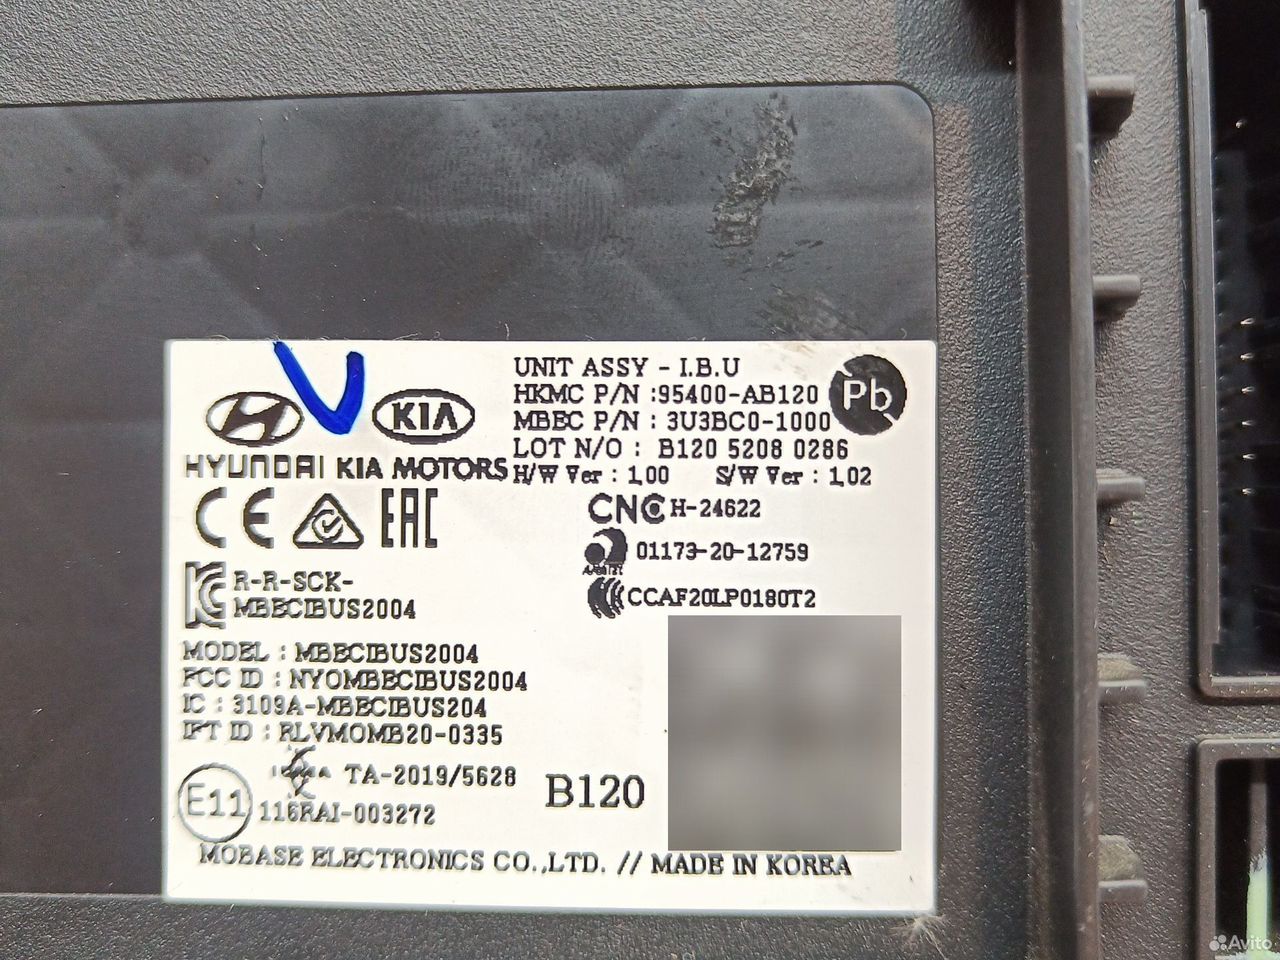 UNIT ASSY - I.B.U
HKMC P/N :95400-AB120
MBEC P/N : 3U3BC0-1000
LOT N/O : B120 5208 0286
H/W Ver : 1,00 S/W Ver : 1,02
Pb
KIA
HYUNDAI KIA MOTORS
CE EAC
CNC H-24622
01173-20-12759
CCAF20LP0180T2
R-R-SCK-
MBECIBUS2004
MODEL : MBECIBUS2004
FCC ID : NYOMBECIBUS2004
IC : 3109A-MBECIBUS204
IFT ID : RLVMOMB20-0335
TA-2019/5628
E11 116RAI-003272
B120
MOBASE ELECTRONICS CO.,LTD. // MADE IN KOREA
Avito